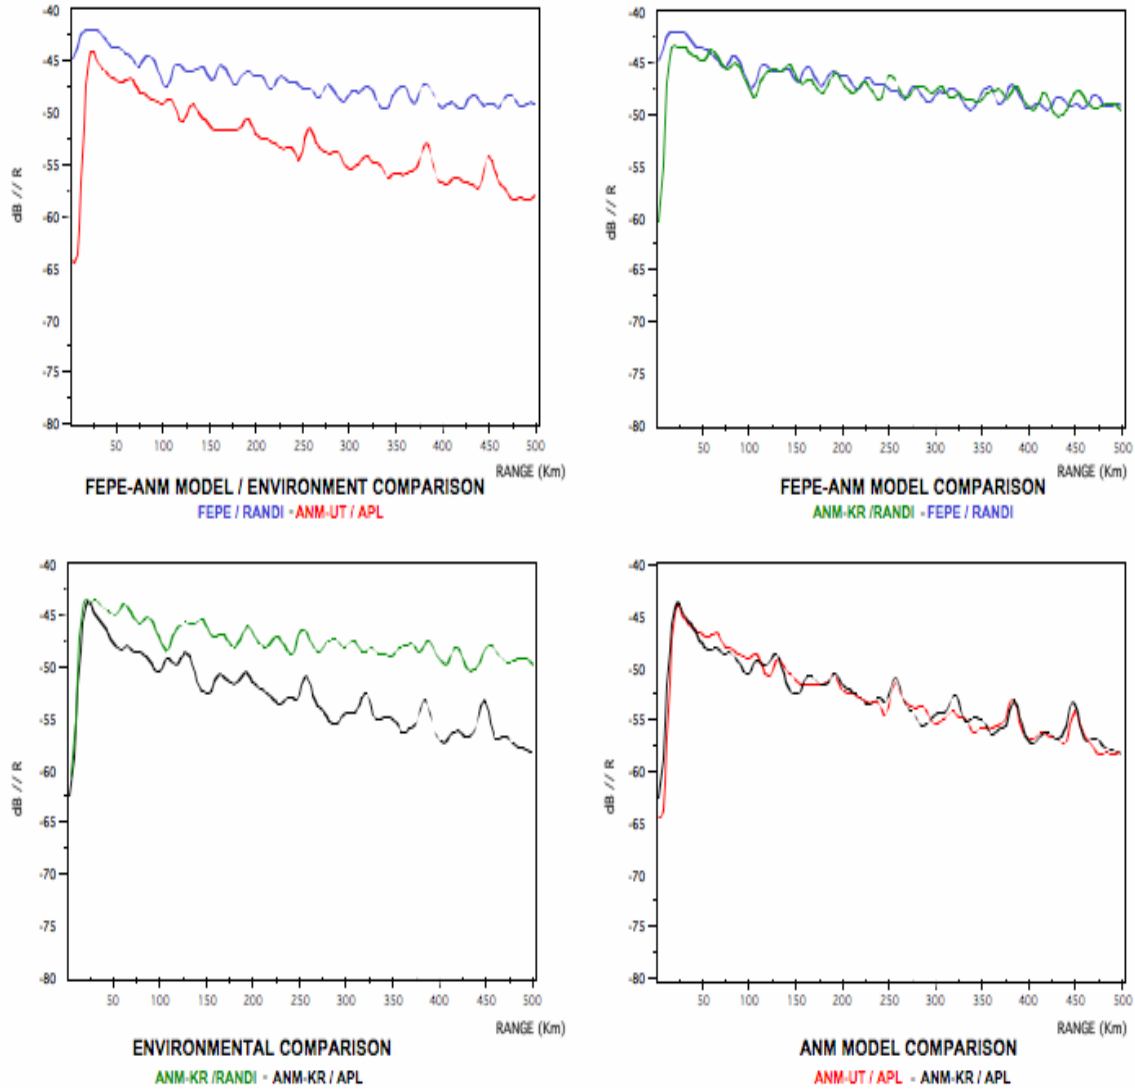 -40
-45
-50
-55
-60
-65
-70
-75
-80
dB // R
50 100 150 200 250 300 350 400 450 500
RANGE (Km)
FEPE-ANM MODEL / ENVIRONMENT COMPARISON
FEPE / RANDI - ANM-UT / APL
-40
-45
-50
-55
-60
-65
-70
-75
-80
dB // R
50 100 150 200 250 300 350 400 450 500
RANGE (Km)
FEPE-ANM MODEL COMPARISON
ANM-KR /RANDI - FEPE / RANDI
-40
-45
-50
-55
-60
-65
-70
-75
-80
dB // R
50 100 150 200 250 300 350 400 450 500
RANGE (Km)
ENVIRONMENTAL COMPARISON
ANM-KR /RANDI - ANM-KR / APL
-40
-45
-50
-55
-60
-65
-70
-75
-80
dB // R
50 100 150 200 250 300 350 400 450 500
RANGE (Km)
ANM MODEL COMPARISON
ANM-UT / APL - ANM-KR / APL